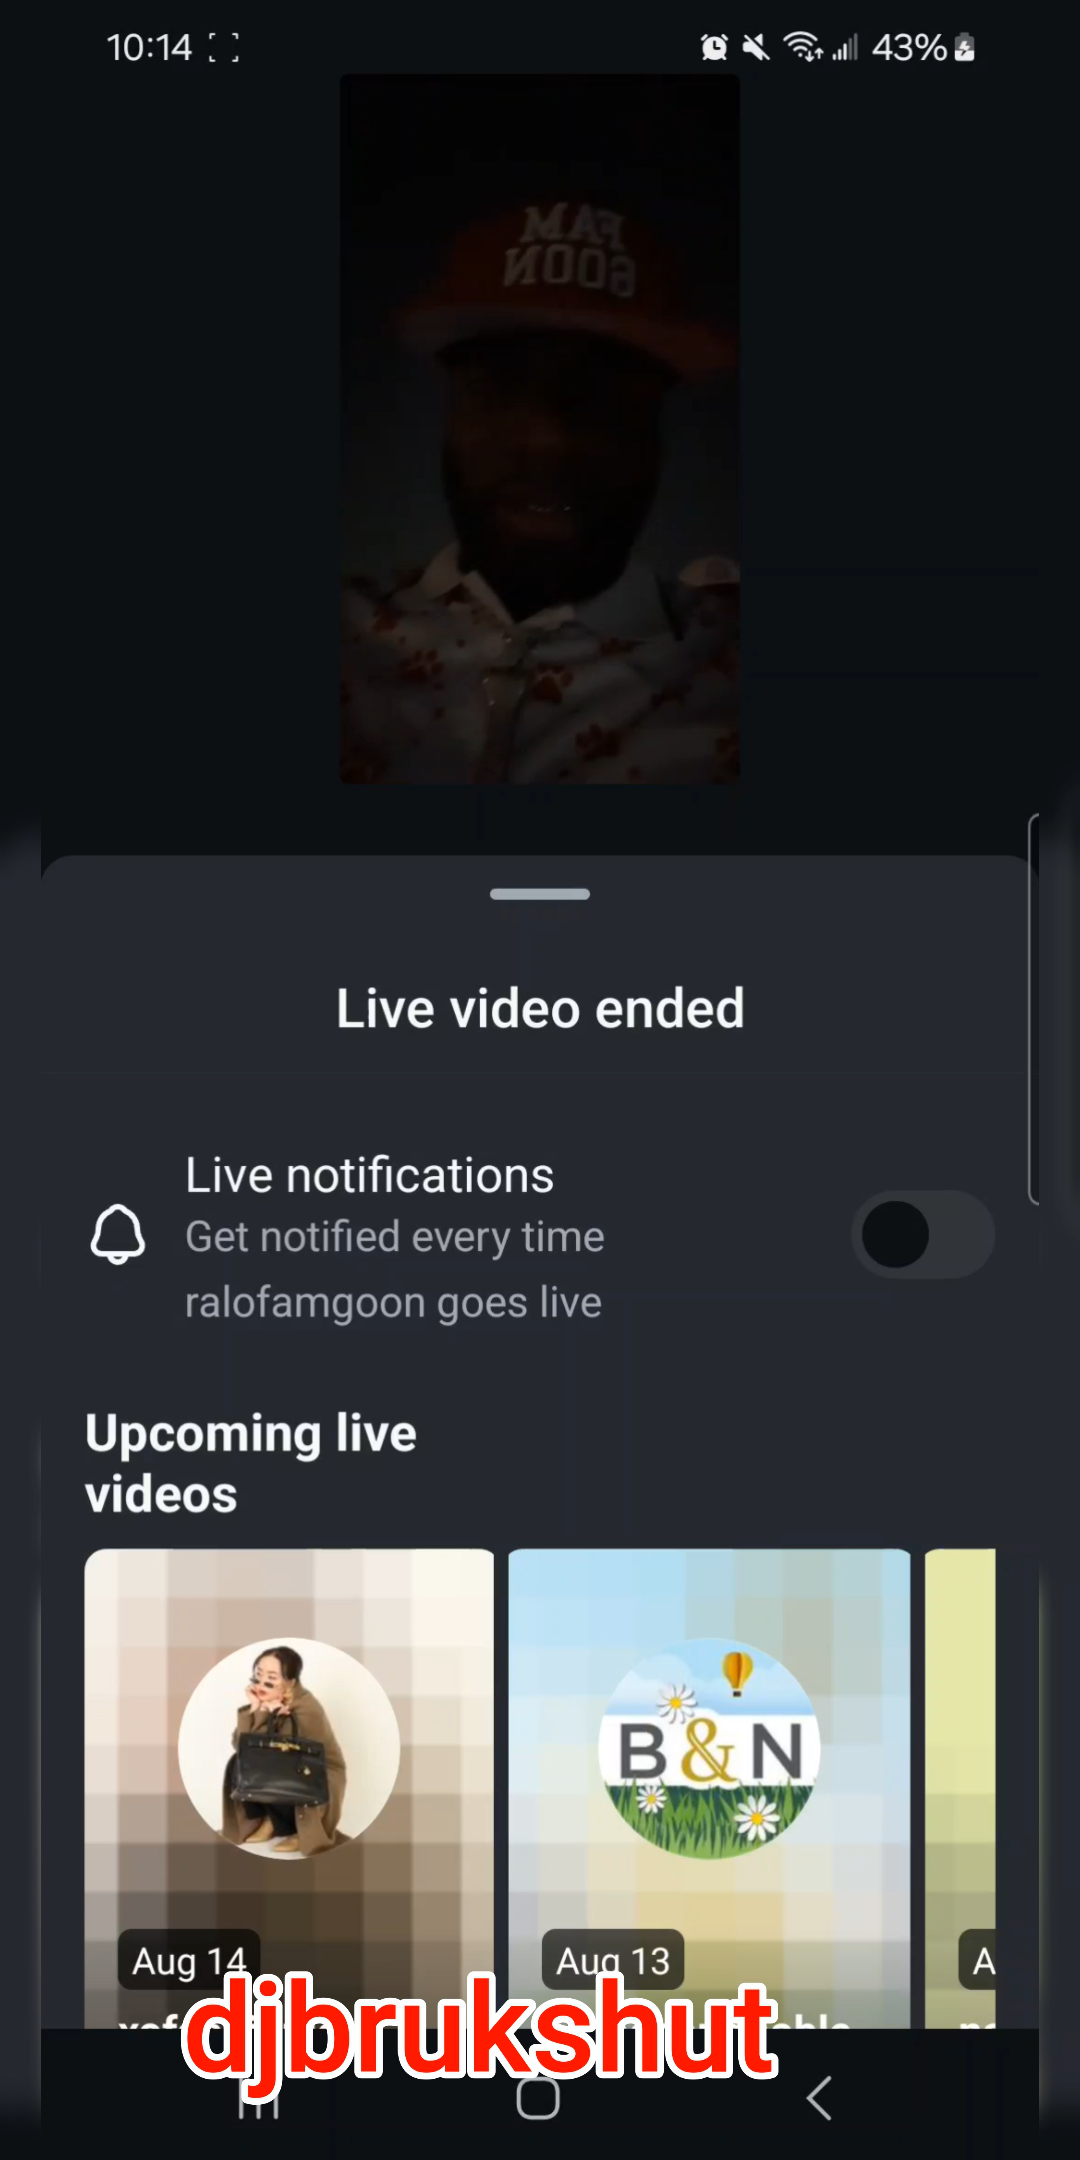 10:14
43%
FAM
GOON
Live video ended
Live notifications
Get notified every time
ralofamgoon goes live
Upcoming live
videos
B&N
Aug 14
Aug 13
A
djbrukshut